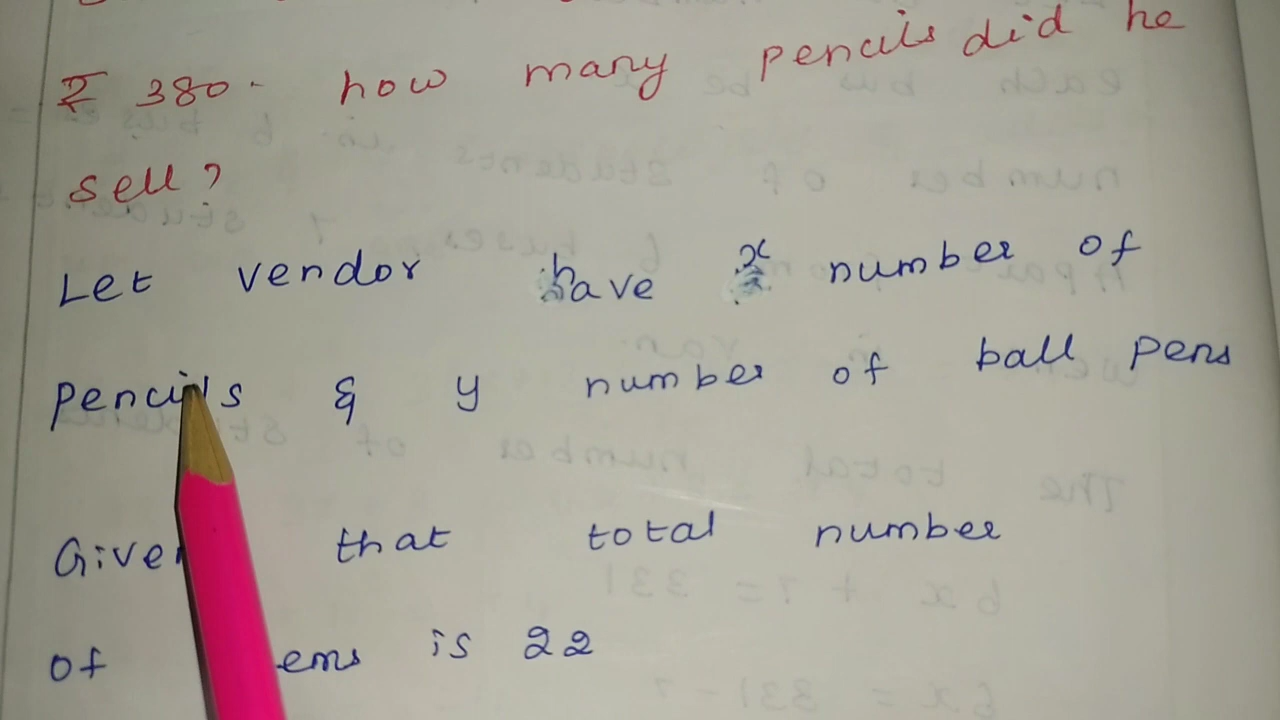 ₹ 380. how many pencils did he
sell?
Let vendor have x number of
pencils & y number of ball pens
Given that total number
of is 22